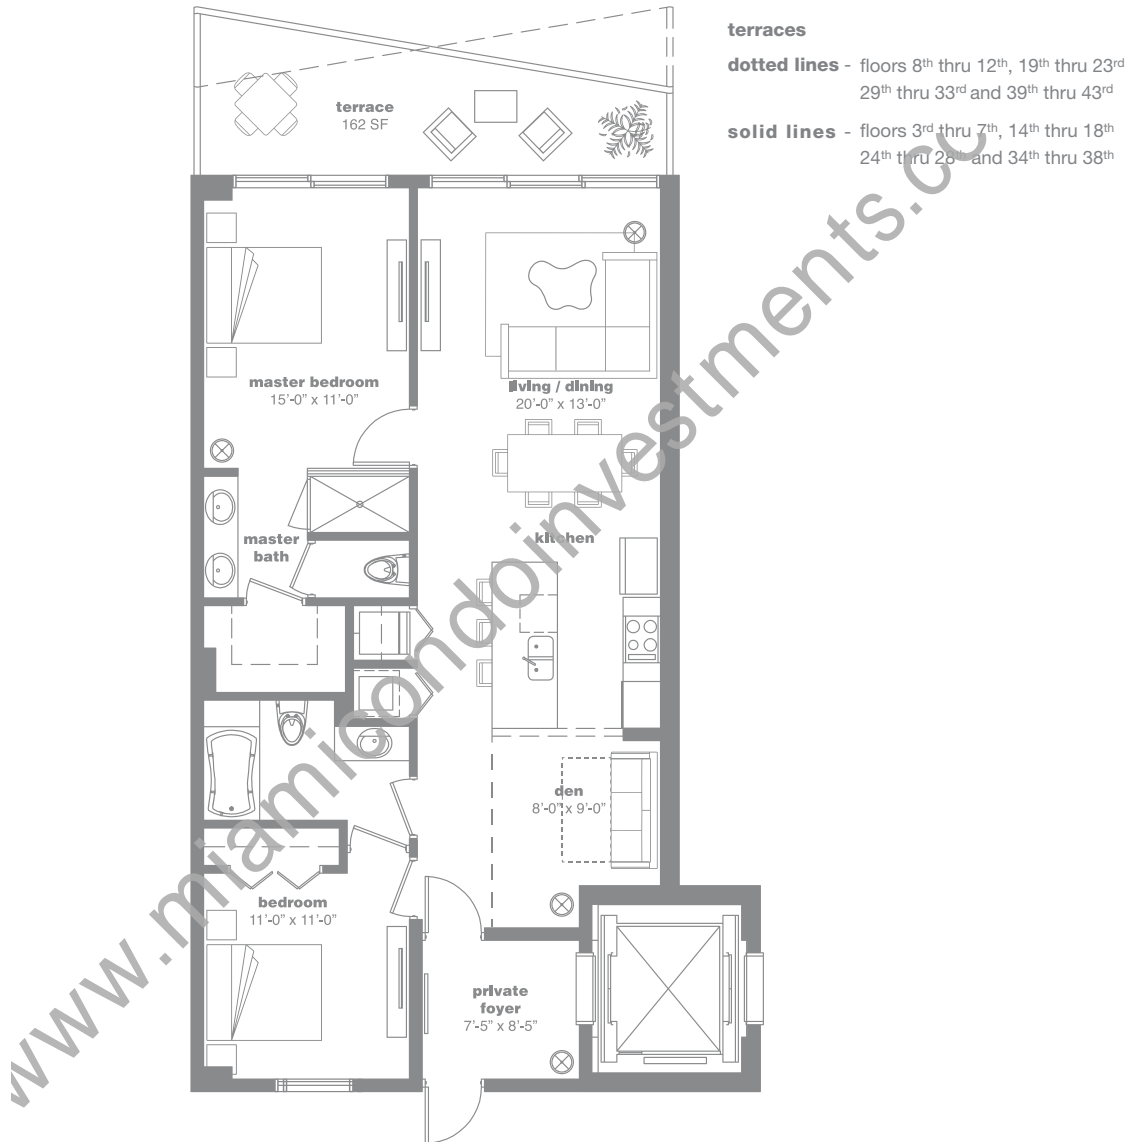 terraces
dotted lines - floors 8th thru 12th, 19th thru 23rd
29th thru 33rd and 39th thru 43rd
solid lines - floors 3rd thru 7th, 14th thru 18th
24th thru 28th and 34th thru 38th
terrace
162 SF
master bedroom
15'-0" x 11'-0"
living / dining
20'-0" x 13'-0"
master
bath
kitchen
den
8'-0" x 9'-0"
bedroom
11'-0" x 11'-0"
private
foyer
7'-5" x 8'-5"
www.miamicondoinvestments.co